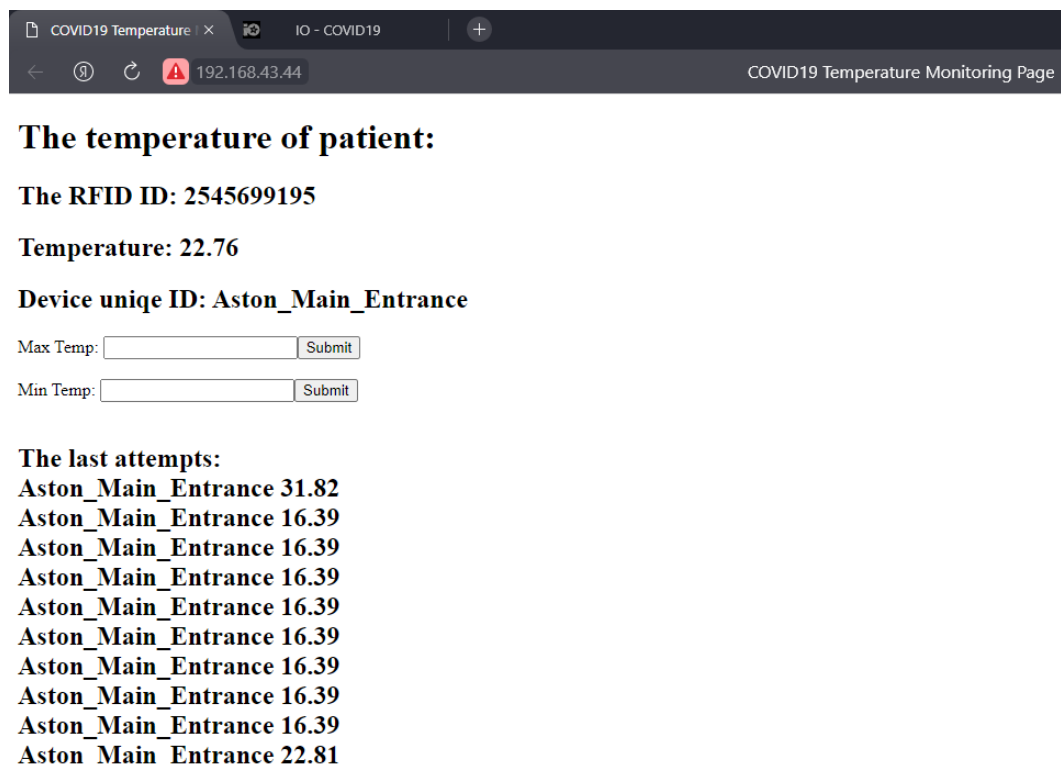 COVID19 Temperature
IO - COVID19
192.168.43.44
COVID19 Temperature Monitoring Page
The temperature of patient:
The RFID ID: 2545699195
Temperature: 22.76
Device uniqe ID: Aston_Main_Entrance
Max Temp: Submit
Min Temp: Submit
The last attempts:
Aston_Main_Entrance 31.82
Aston_Main_Entrance 16.39
Aston_Main_Entrance 16.39
Aston_Main_Entrance 16.39
Aston_Main_Entrance 16.39
Aston_Main_Entrance 16.39
Aston_Main_Entrance 16.39
Aston_Main_Entrance 16.39
Aston_Main_Entrance 16.39
Aston_Main_Entrance 22.81